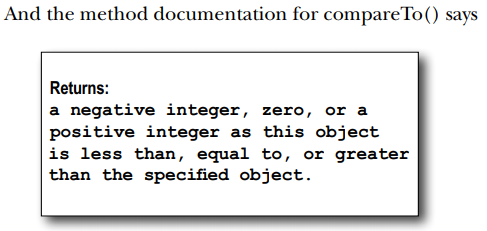 And the method documentation for compareTo() says
Returns:
a negative integer, zero, or a
positive integer as this object
is less than, equal to, or greater
than the specified object.